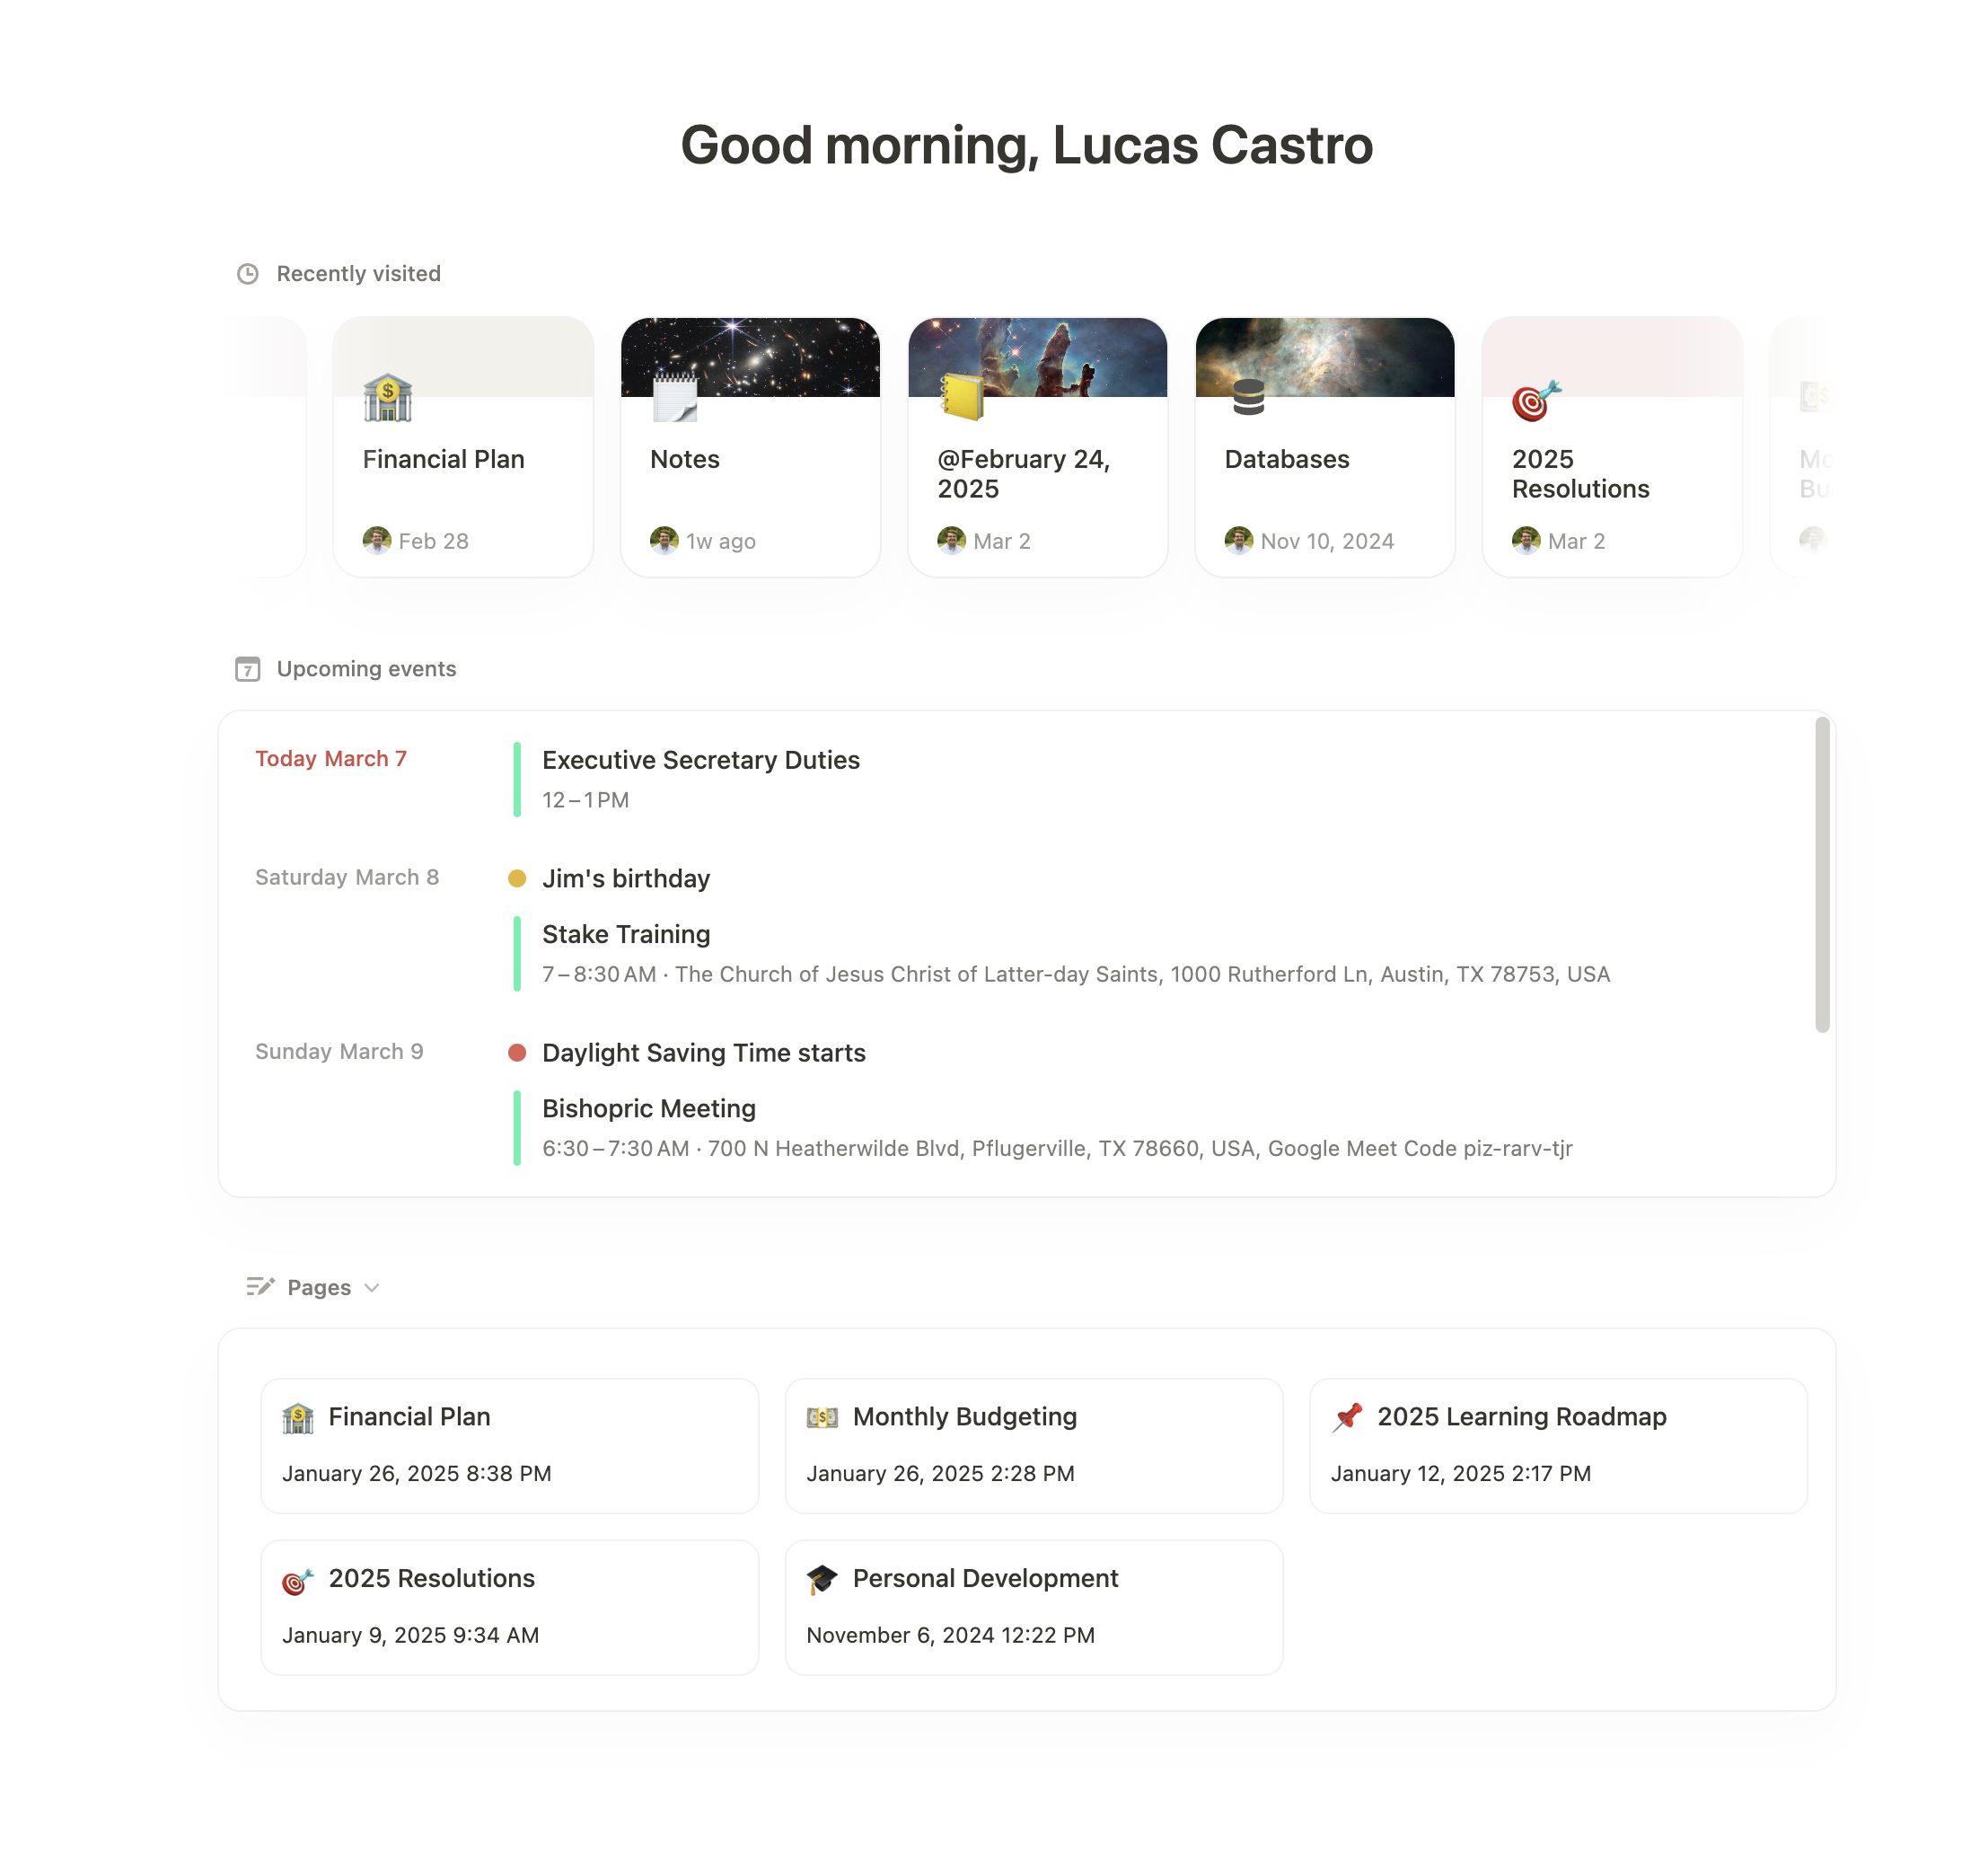 Good morning, Lucas Castro
Recently visited
Financial Plan
Feb 28
Notes
1w ago
@February 24,
2025
Mar 2
Databases
Nov 10, 2024
2025
Resolutions
Mar 2
Mo
Bu
7
Upcoming events
Today March 7
Executive Secretary Duties
12–1 PM
Saturday March 8
Jim's birthday
Stake Training
7–8:30 AM · The Church of Jesus Christ of Latter-day Saints, 1000 Rutherford Ln, Austin, TX 78753, USA
Sunday March 9
Daylight Saving Time starts
Bishopric Meeting
6:30–7:30 AM · 700 N Heatherwilde Blvd, Pflugerville, TX 78660, USA, Google Meet Code piz-rarv-tjr
Pages
Financial Plan
January 26, 2025 8:38 PM
Monthly Budgeting
January 26, 2025 2:28 PM
2025 Learning Roadmap
January 12, 2025 2:17 PM
2025 Resolutions
January 9, 2025 9:34 AM
Personal Development
November 6, 2024 12:22 PM